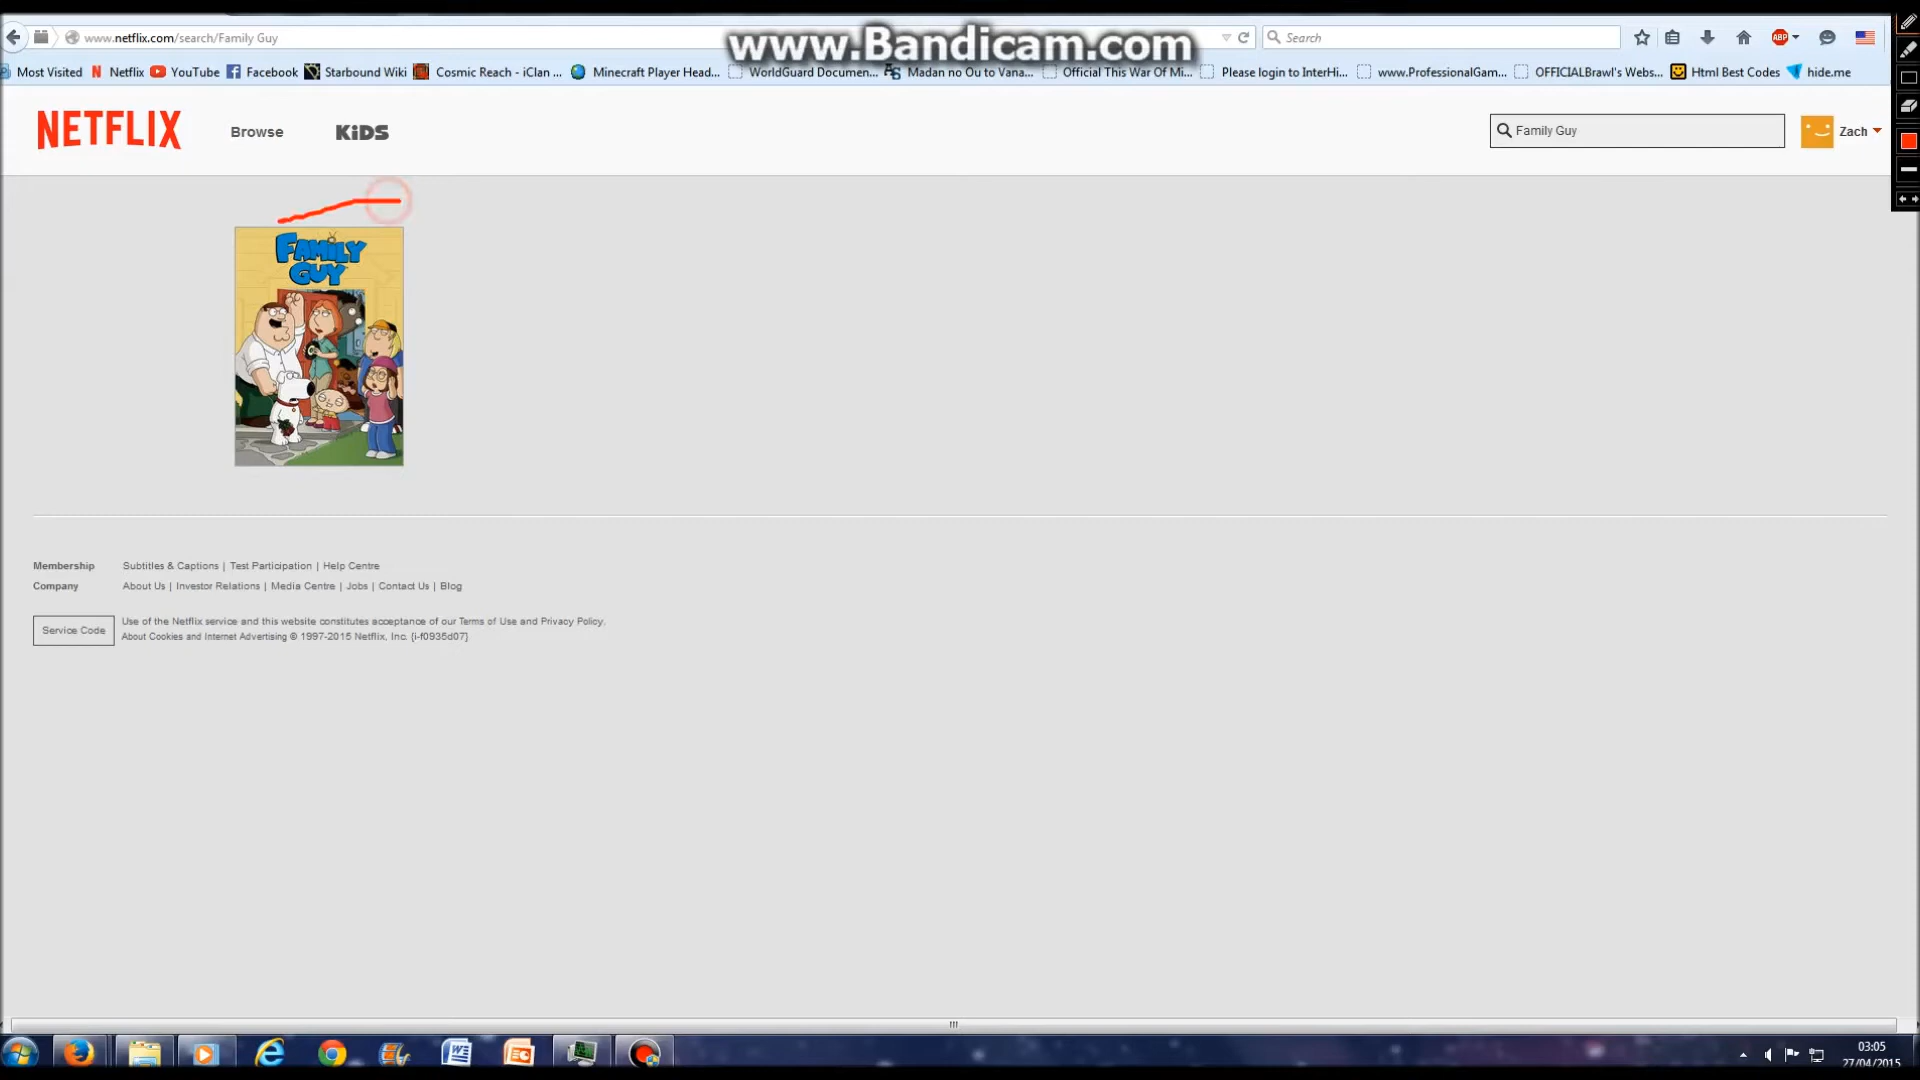 www.netflix.com/search/Family Guy
www.Bandicam.com
Search
ABP
Most Visited
Netflix
YouTube
Facebook
Starbound Wiki
Cosmic Reach - iClan ...
Minecraft Player Head...
WorldGuard Documen...
Madan no Ou to Vana...
Official This War Of Mi...
Please login to InterHi...
www.ProfessionalGam...
OFFICIALBrawl's Webs...
Html Best Codes
hide.me
NETFLIX
Browse
KiDS
Family Guy
Zach
FAMILY
GUY
Membership Subtitles & Captions | Test Participation | Help Centre
Company About Us | Investor Relations | Media Centre | Jobs | Contact Us | Blog
Service Code
Use of the Netflix service and this website constitutes acceptance of our Terms of Use and Privacy Policy.
About Cookies and Internet Advertising © 1997-2015 Netflix, Inc. {i-f0935d07}
03:05
27/04/2015